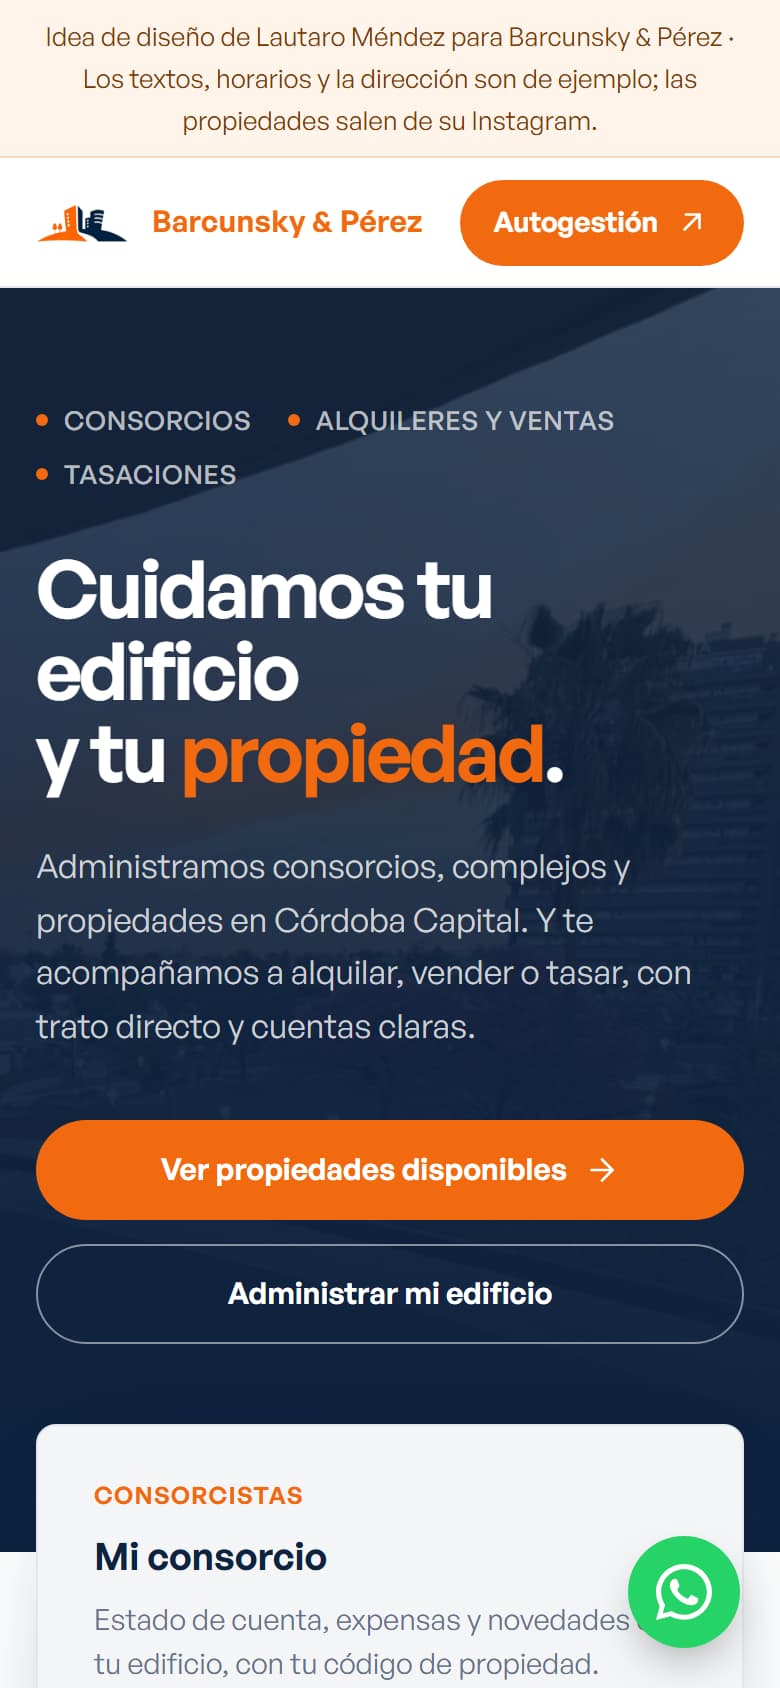 Idea de diseño de Lautaro Méndez para Barcunsky & Pérez ·
Los textos, horarios y la dirección son de ejemplo; las
propiedades salen de su Instagram.
Barcunsky & Pérez
Autogestión
CONSORCIOS
ALQUILERES Y VENTAS
TASACIONES
Cuidamos tu
edificio
y tu propiedad.
Administramos consorcios, complejos y
propiedades en Córdoba Capital. Y te
acompañamos a alquilar, vender o tasar, con
trato directo y cuentas claras.
Ver propiedades disponibles
Administrar mi edificio
CONSORCISTAS
Mi consorcio
Estado de cuenta, expensas y novedades
tu edificio, con tu código de propiedad.